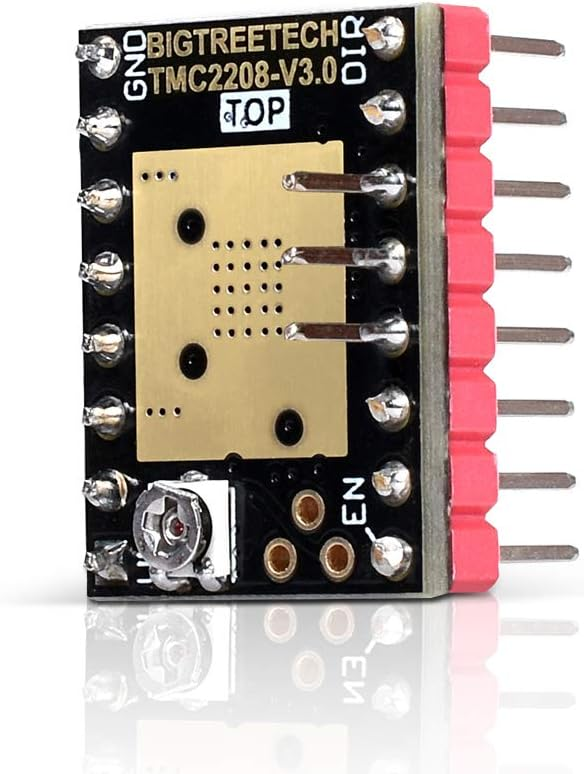 GND
BIGTREETECH
DIR
TMC2208-V3.0
TOP
EN